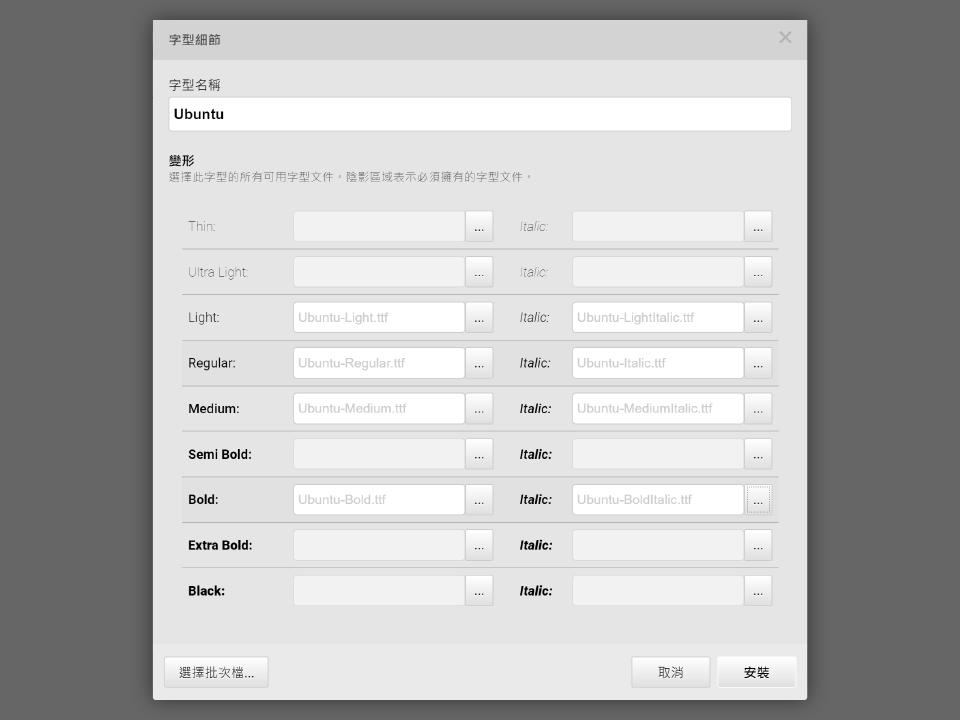 字型細節
字型名稱
Ubuntu
變形
選擇此字型的所有可用字型文件。陰影區域表示必須擁有的字型文件。
Thin: ... Italic: ...
Ultra Light: ... Italic: ...
Light: Ubuntu-Light.ttf ... Italic: Ubuntu-LightItalic.ttf ...
Regular: Ubuntu-Regular.ttf ... Italic: Ubuntu-Italic.ttf ...
Medium: Ubuntu-Medium.ttf ... Italic: Ubuntu-MediumItalic.ttf ...
Semi Bold: ... Italic: ...
Bold: Ubuntu-Bold.ttf ... Italic: Ubuntu-BoldItalic.ttf ...
Extra Bold: ... Italic: ...
Black: ... Italic: ...
選擇批次檔... 取消 安裝